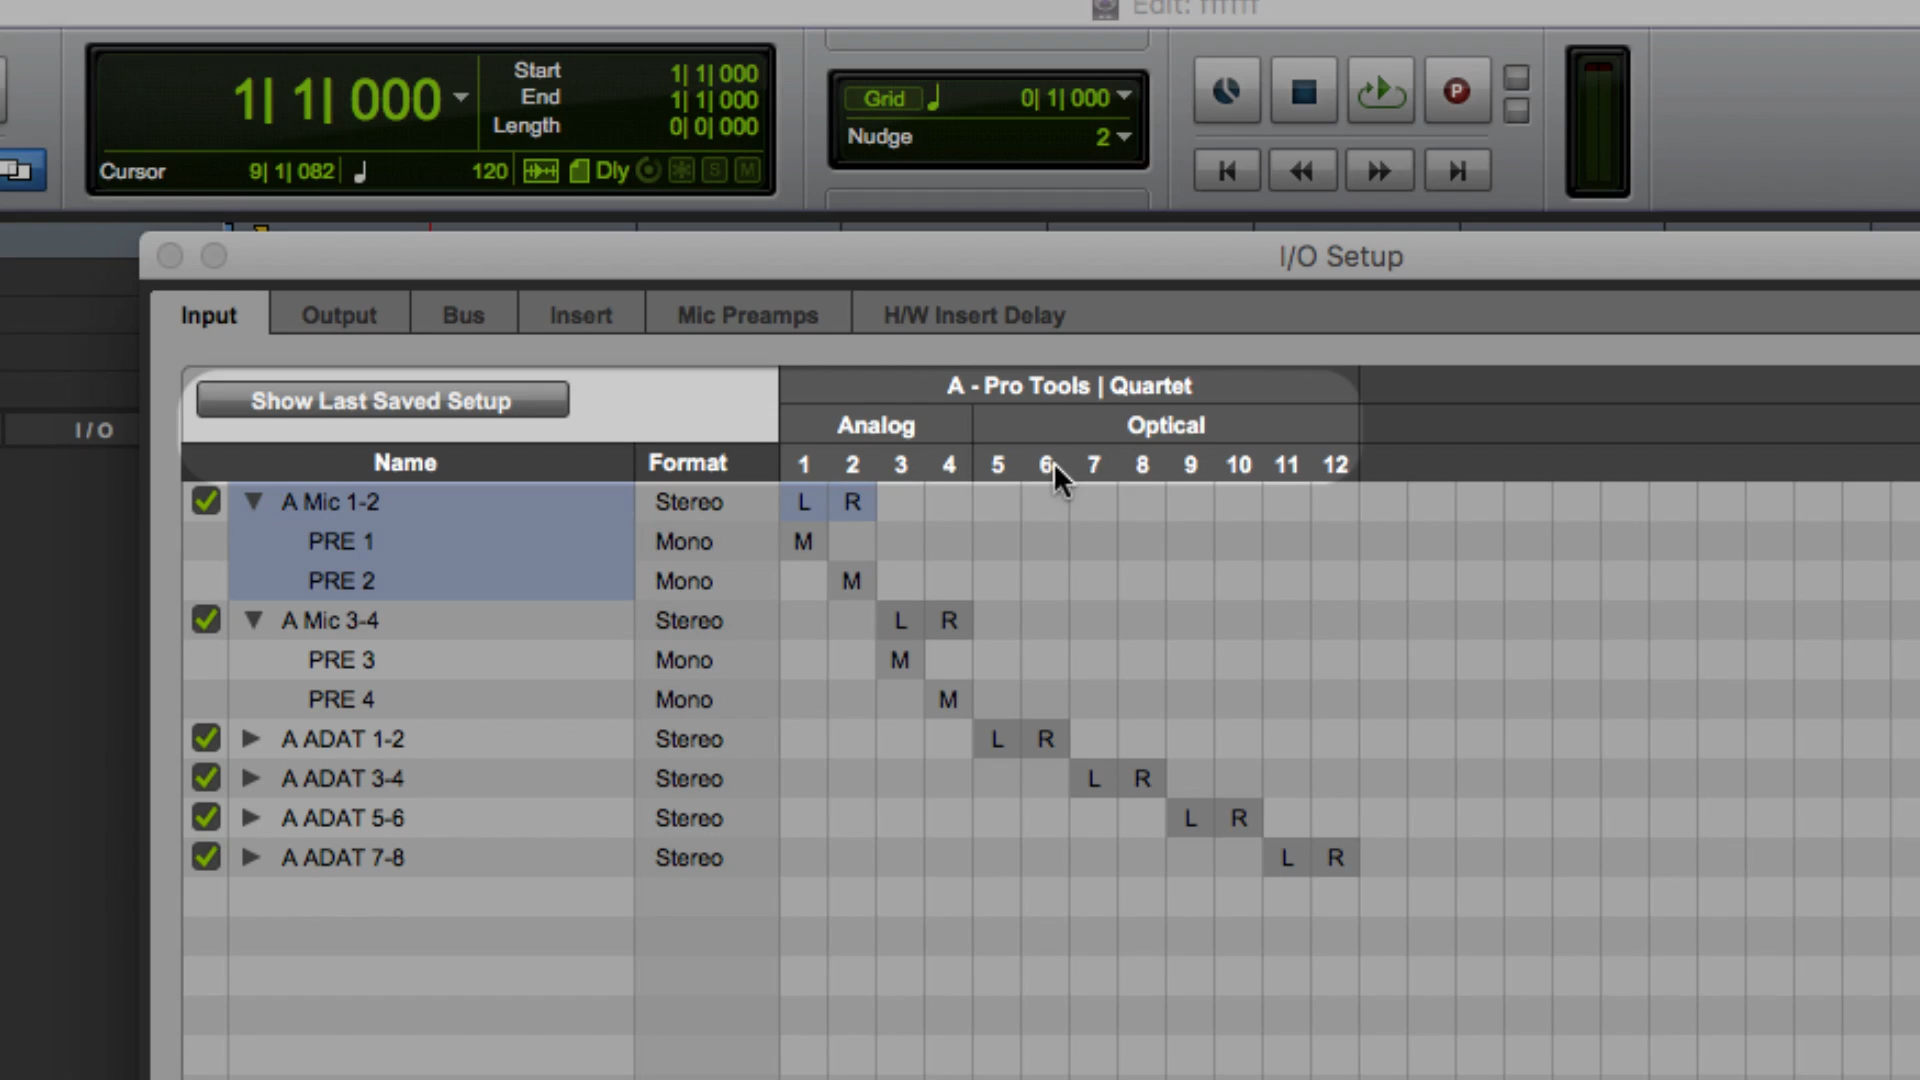 Edit: ffffff
1| 1| 000
Start 1| 1| 000
End 1| 1| 000
Length 0| 0| 000
Cursor 9| 1| 082 120 Dly S M
Grid 0| 1| 000
Nudge 2
P
I/O Setup
Input Output Bus Insert Mic Preamps H/W Insert Delay
I/O
Show Last Saved Setup
A - Pro Tools | Quartet
Analog Optical
Name Format 1 2 3 4 5 6 7 8 9 10 11 12
A Mic 1-2 Stereo L R
PRE 1 Mono M
PRE 2 Mono M
A Mic 3-4 Stereo L R
PRE 3 Mono M
PRE 4 Mono M
A ADAT 1-2 Stereo L R
A ADAT 3-4 Stereo L R
A ADAT 5-6 Stereo L R
A ADAT 7-8 Stereo L R